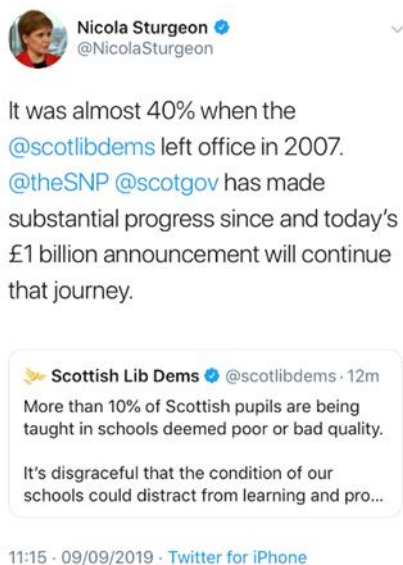 Nicola Sturgeon
@NicolaSturgeon
It was almost 40% when the
@scotlibdems left office in 2007.
@theSNP @scotgov has made
substantial progress since and today's
£1 billion announcement will continue
that journey.
Scottish Lib Dems @scotlibdems · 12m
More than 10% of Scottish pupils are being
taught in schools deemed poor or bad quality.
It's disgraceful that the condition of our
schools could distract from learning and pro...
11:15 · 09/09/2019 · Twitter for iPhone